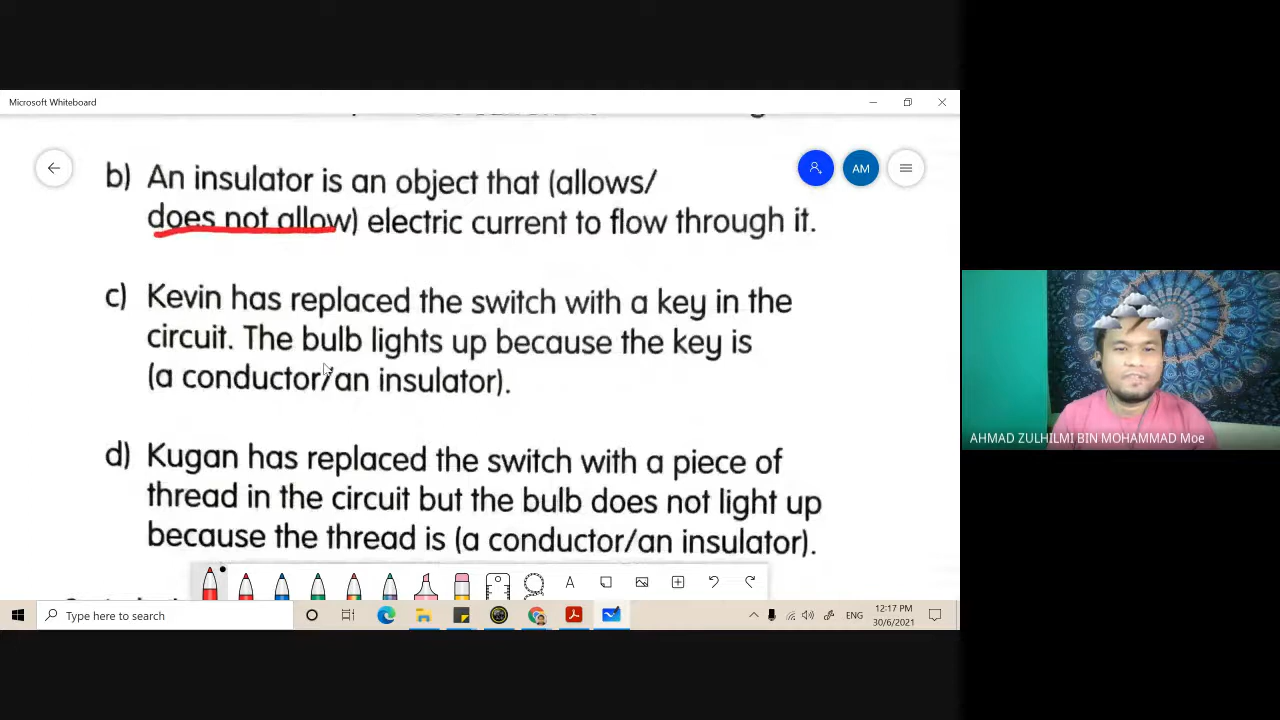 Microsoft Whiteboard
b) An insulator is an object that (allows/
does not allow) electric current to flow through it.
AM
c) Kevin has replaced the switch with a key in the
circuit. The bulb lights up because the key is
(a conductor/an insulator).
d) Kugan has replaced the switch with a piece of
thread in the circuit but the bulb does not light up
because the thread is (a conductor/an insulator).
AHMAD ZULHILMI BIN MOHAMMAD Moe
A
Type here to search
ENG
12:17 PM
30/6/2021